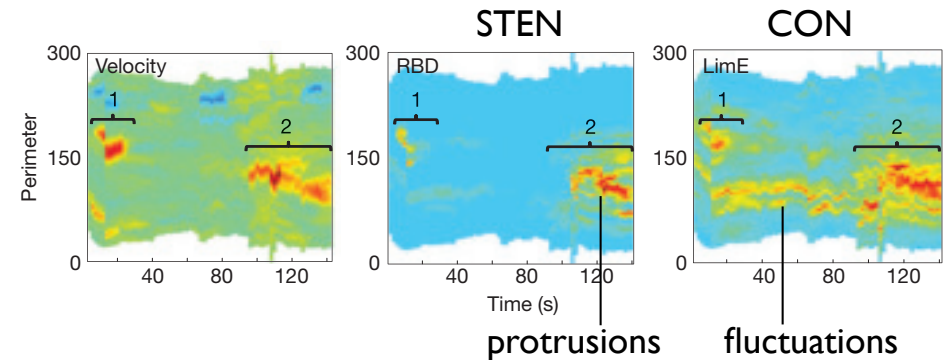 STEN CON
300 Velocity 300 RBD 300 LimE
1 1 1
2 2 2
Perimeter
150 150 150
0 0 0
40 80 120 40 80 120 40 80 120
Time (s)
protrusions fluctuations